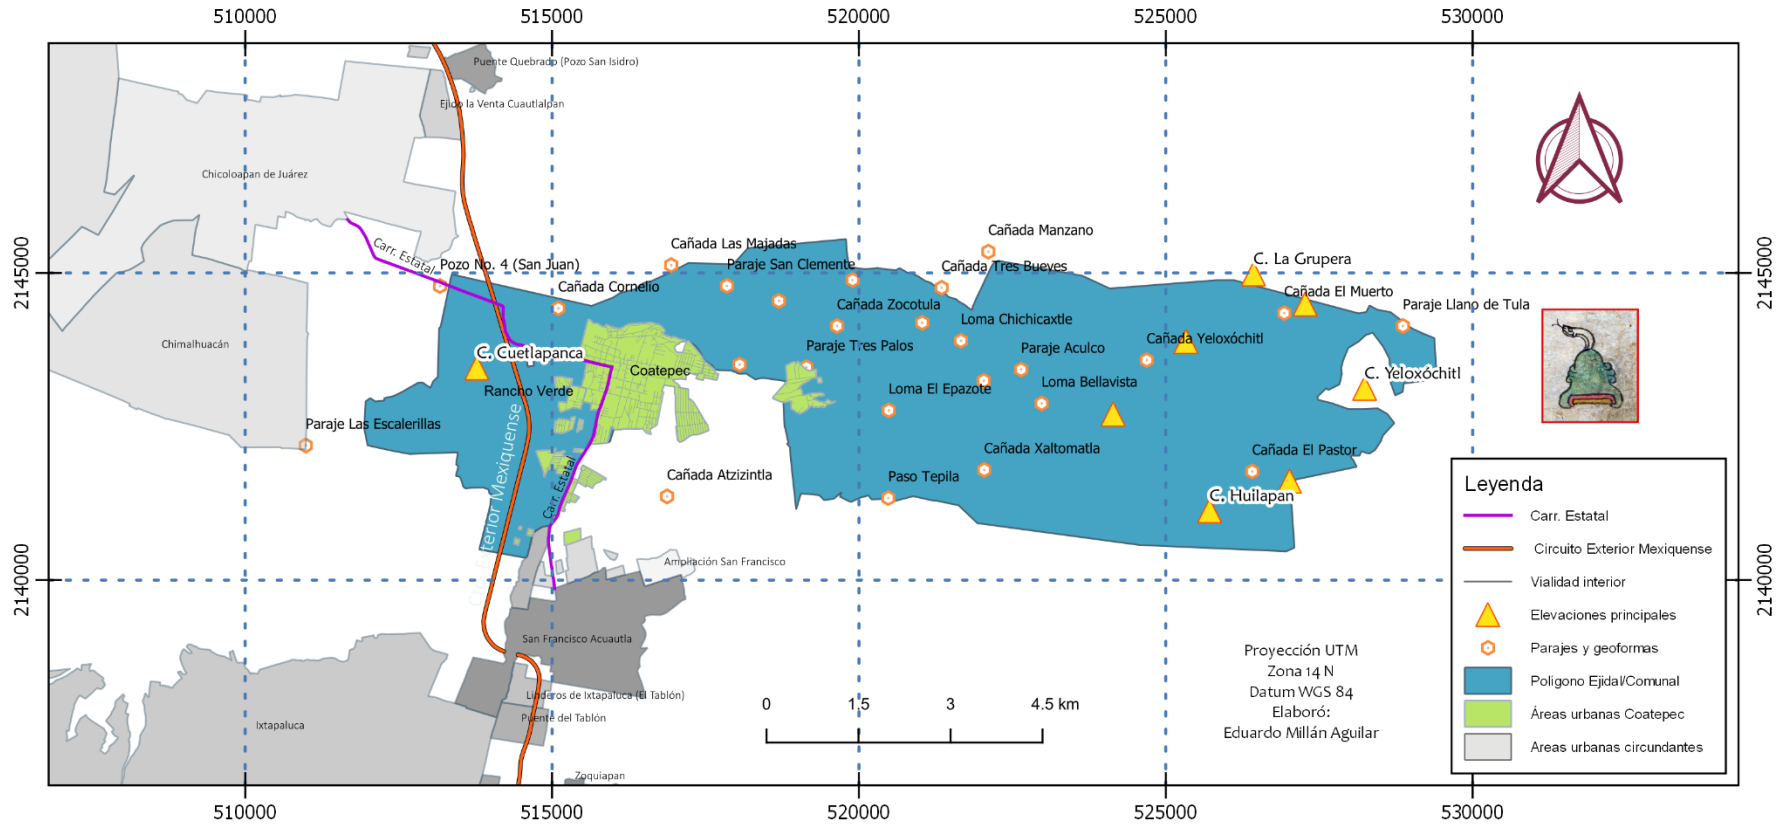 510000
515000
520000
525000
530000
Puente Quebrado (Pozo San Isidro)
Ejido la Venta Cuautlalpan
Chicoloapan de Juárez
Cañada Manzano
Carr. Estatal
Cañada Las Majadas
2145000
2145000
Pozo No. 4 (San Juan)
Paraje San Clemente
Cañada Tres Bueves
C. La Grupera
Cañada Cornelio
Cañada El Muerto
Cañada Zocotula
Paraje Llano de Tula
Loma Chichicaxtle
Chimalhuacán
Cañada Yeloxóchitl
C. Cuetlapanca
Paraje Tres Palos
Paraje Aculco
Coatepec
C. Yeloxóchitl
Rancho Verde
Loma El Epazote
Loma Bellavista
Paraje Las Escalerillas
Cañada Xaltomatla
Cañada El Pastor
Cañada Atzizintla
Paso Tepila
Carr. Estatal
terior Mexiquense
C. Huilapan
Ampliación San Francisco
2140000
2140000
San Francisco Acuautla
Linderos de Ixtapaluca (El Tablón)
Puente del Tablón
Ixtapaluca
Zoquiapan
0
1.5
3
4.5 km
Proyección UTM
Zona 14 N
Datum WGS 84
Elaboró:
Eduardo Millán Aguilar
Leyenda
Carr. Estatal
Circuito Exterior Mexiquense
Vialidad interior
Elevaciones principales
Parajes y geoformas
Poligono Ejidal/Comunal
Áreas urbanas Coatepec
Areas urbanas circundantes
510000
515000
520000
525000
530000